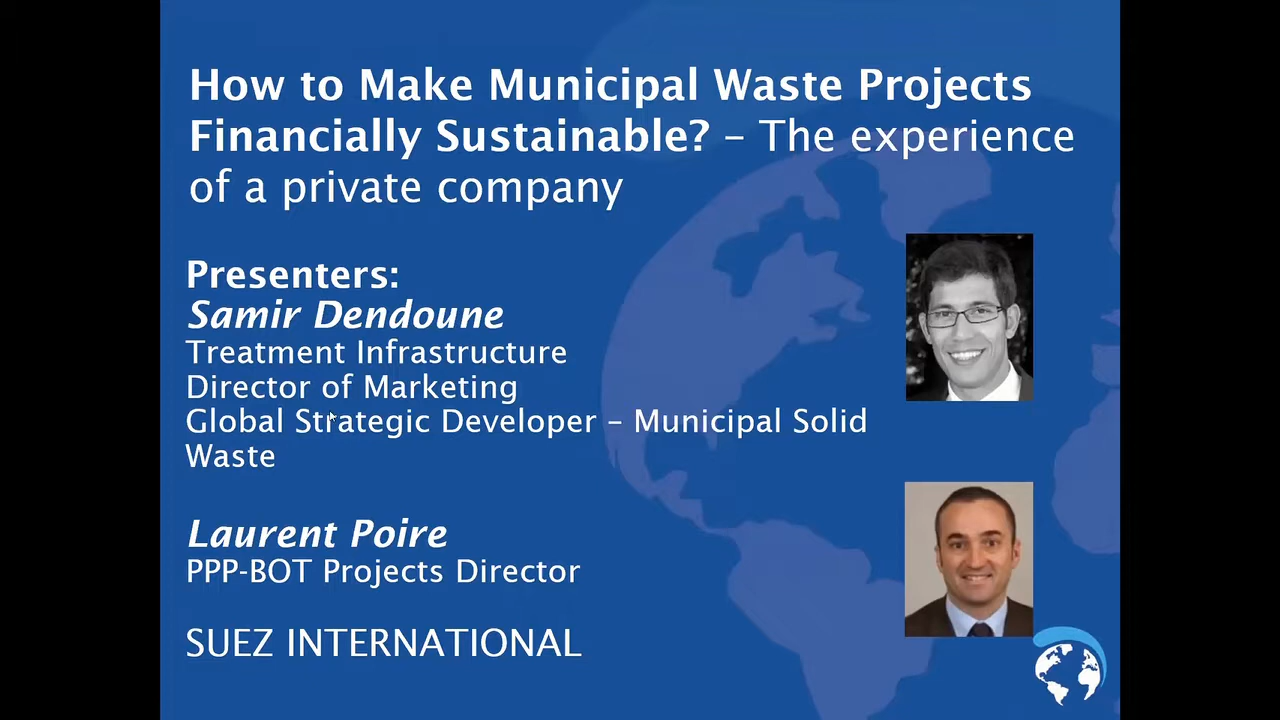 How to Make Municipal Waste Projects
Financially Sustainable? – The experience
of a private company
Presenters:
Samir Dendoune
Treatment Infrastructure
Director of Marketing
Global Strategic Developer – Municipal Solid
Waste
Laurent Poire
PPP-BOT Projects Director
SUEZ INTERNATIONAL